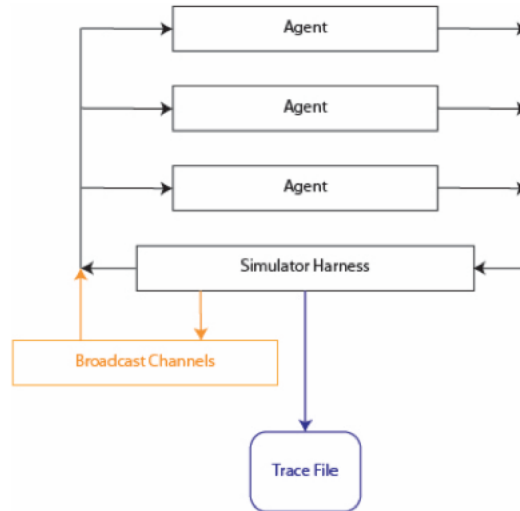 Agent
Agent
Agent
Simulator Harness
Broadcast Channels
Trace File